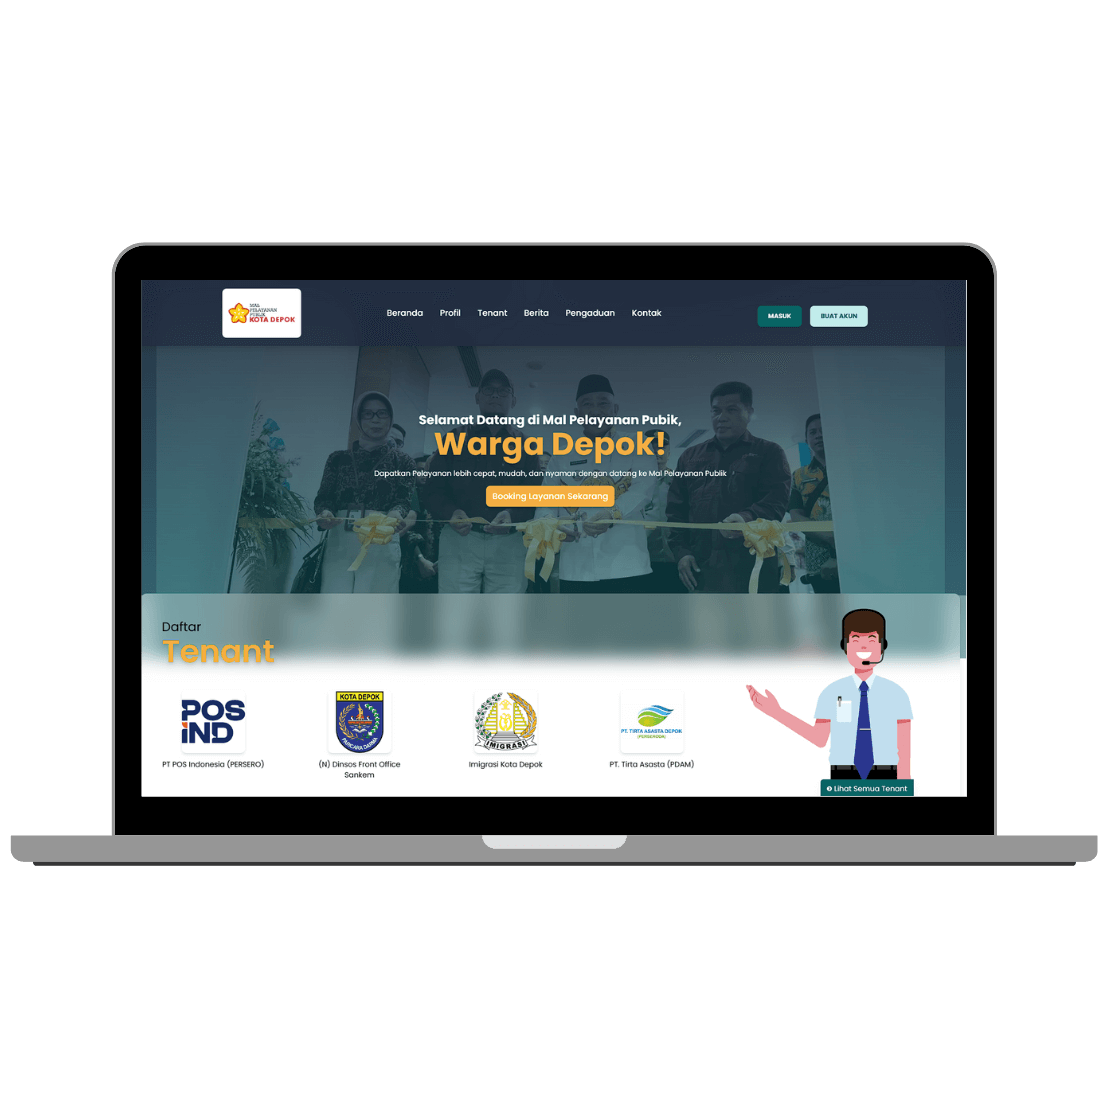 MAL
PELAYANAN
PUBLIK
KOTA DEPOK
Beranda Profil Tenant Berita Pengaduan Kontak
MASUK BUAT AKUN
Selamat Datang di Mal Pelayanan Pubik,
Warga Depok!
Dapatkan Pelayanan lebih cepat, mudah, dan nyaman dengan datang ke Mal Pelayanan Publik
Booking Layanan Sekarang
Daftar
Tenant
POS
IND
KOTA DEPOK
PARICARA DARMA
IMIGRASI
PT. TIRTA ASASTA DEPOK
(PERSERODA)
PT POS Indonesia (PERSERO)
(N) Dinsos Front Office
Sankem
Imigrasi Kota Depok
PT. Tirta Asasta (PDAM)
Lihat Semua Tenant